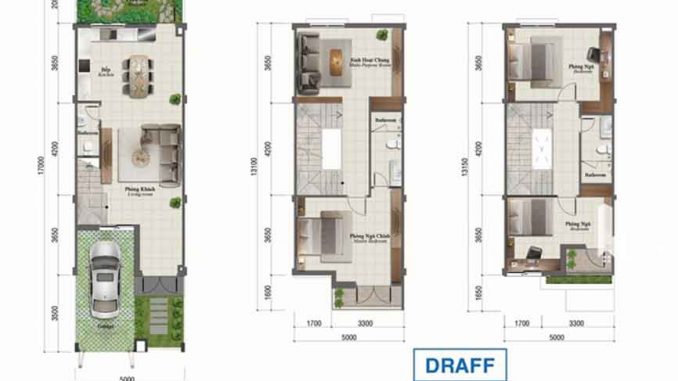 200
3650
4200
3650
3500
17000
5000
Bếp
Kitchen
Bathroom
Phòng Khách
Living room
Garage
3650
4200
3650
1600
13100
1700
3300
5000
Sinh Hoạt Chung
Multi-Purpose Room
Bathroom
Phòng Ngủ Chính
Master Bedroom
3650
4200
3650
1650
13150
1700
3300
5000
Phòng Ngủ
Bedroom
Bathroom
Phòng Ngủ
Bedroom
DRAFF